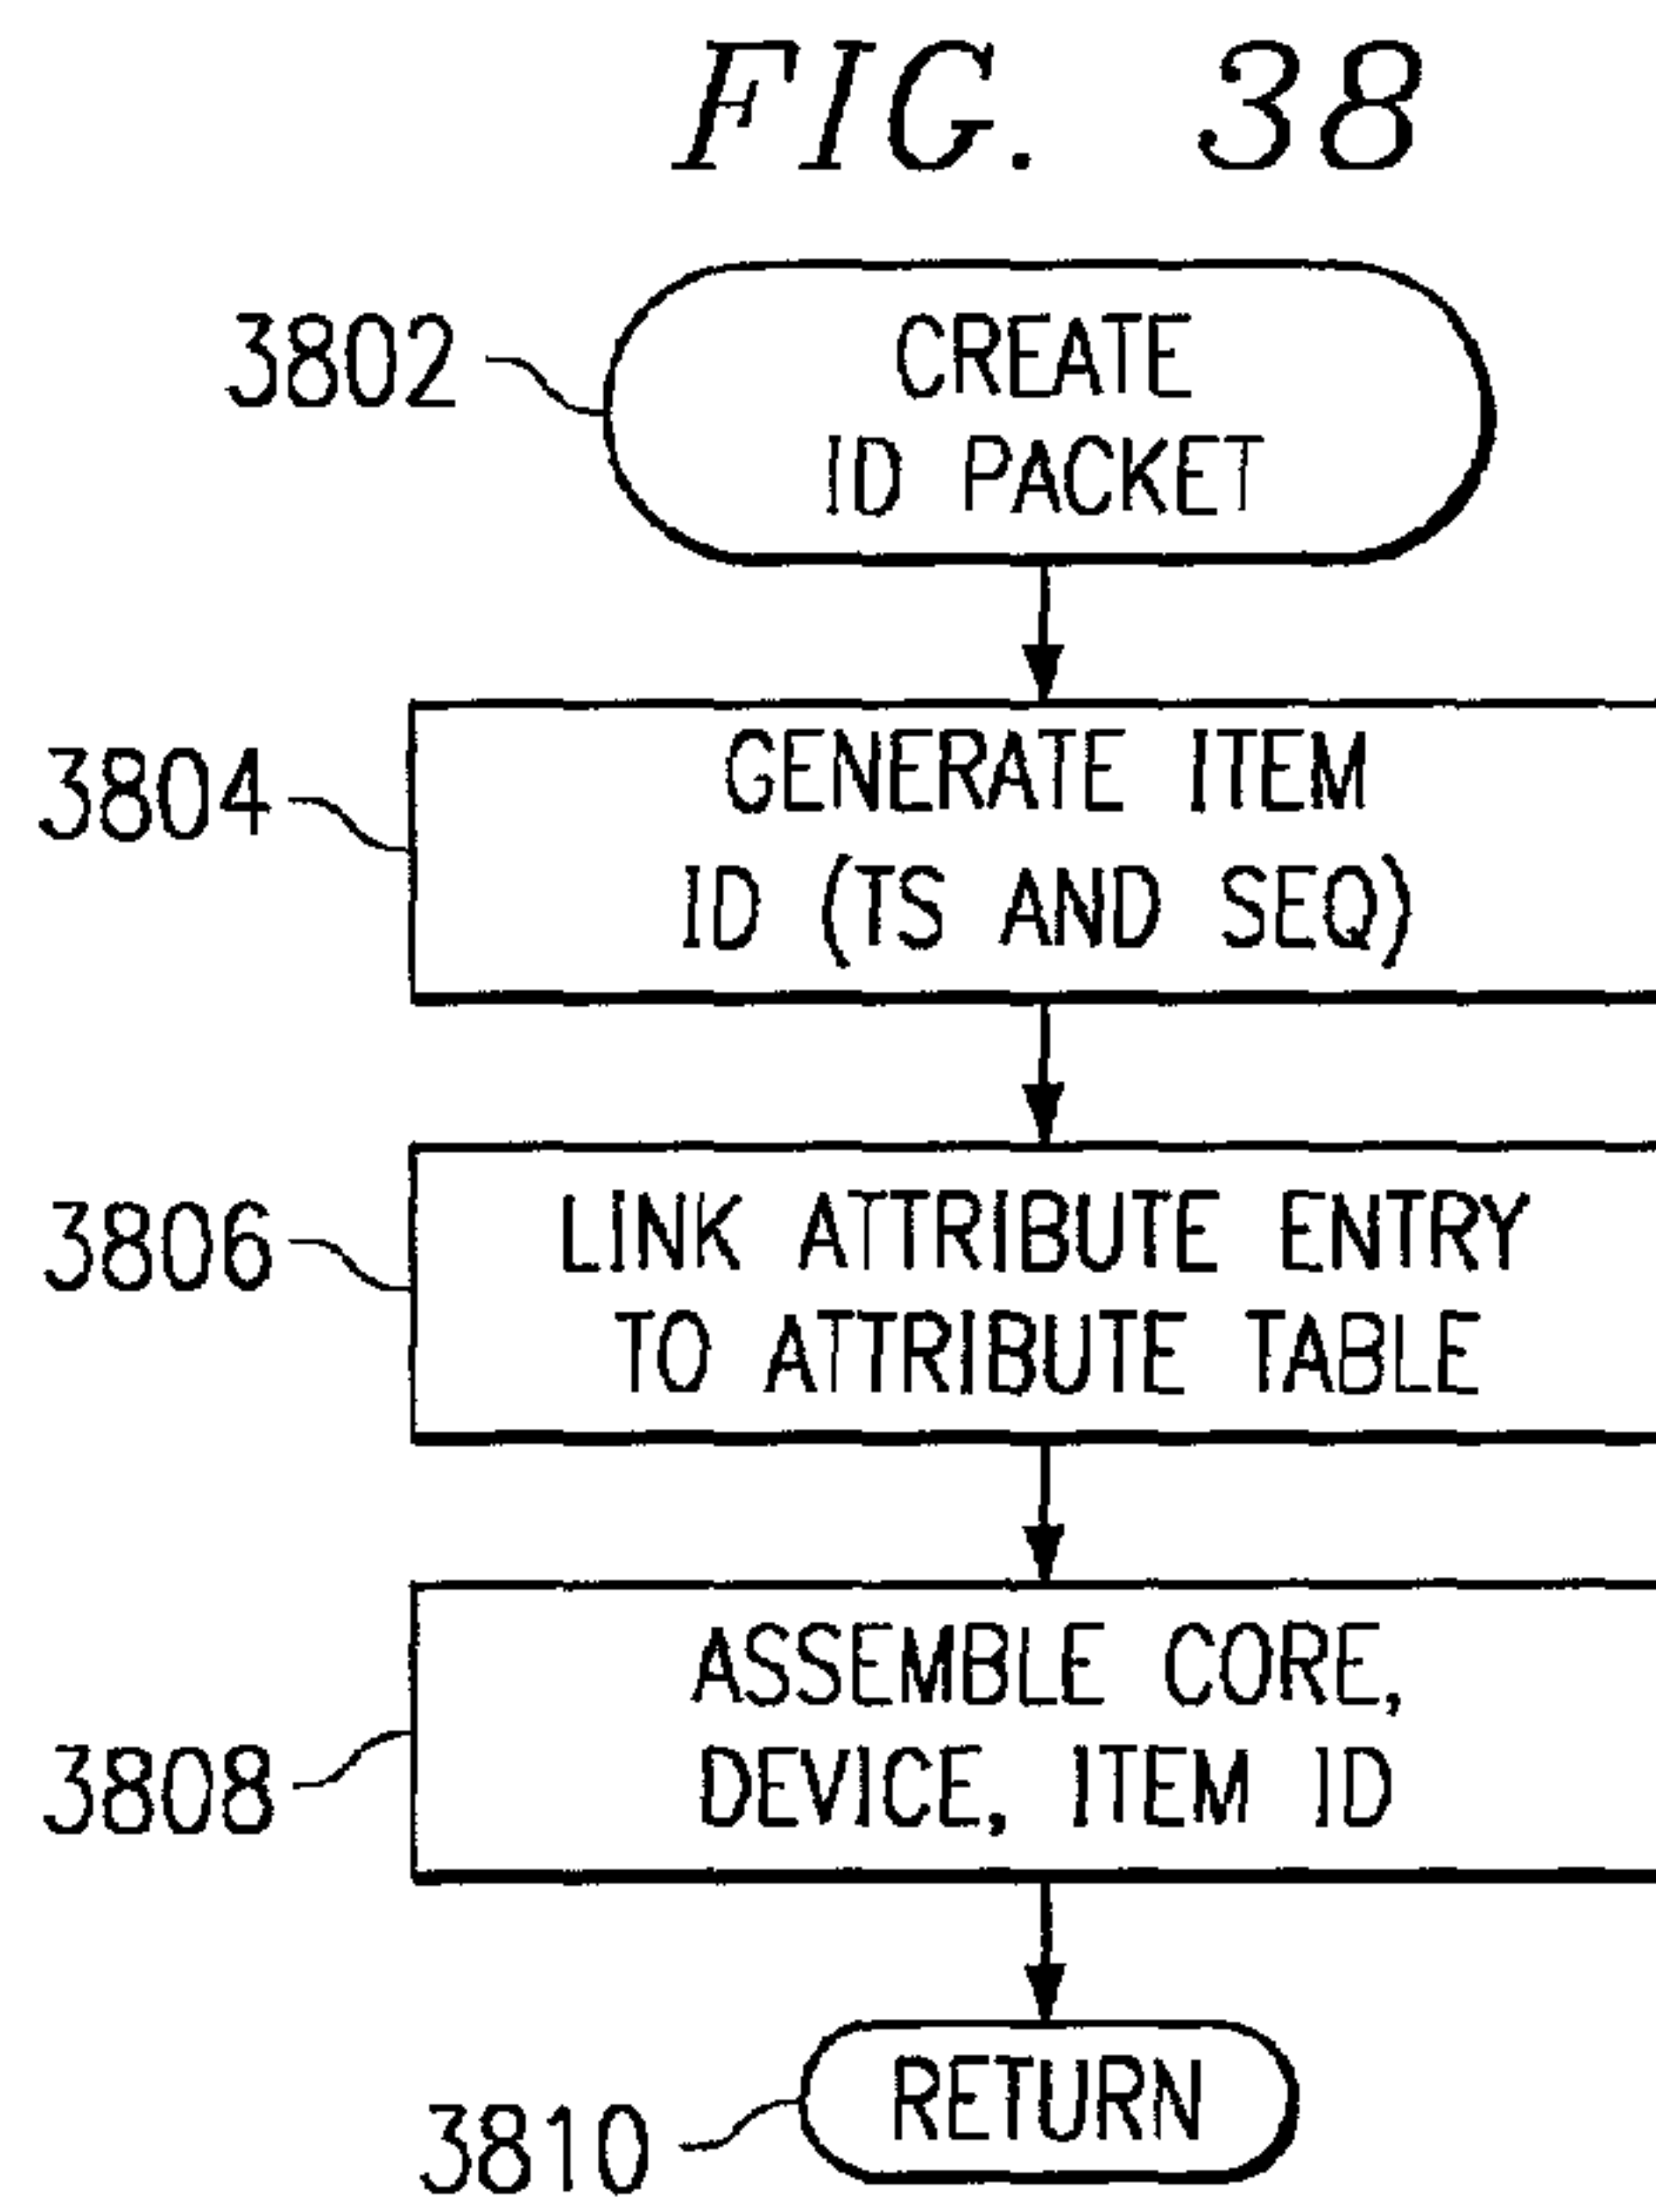 FIG. 38
3802
CREATE
ID PACKET
3804
GENERATE ITEM
ID (TS AND SEQ)
3806
LINK ATTRIBUTE ENTRY
TO ATTRIBUTE TABLE
3808
ASSEMBLE CORE,
DEVICE, ITEM ID
3810
RETURN